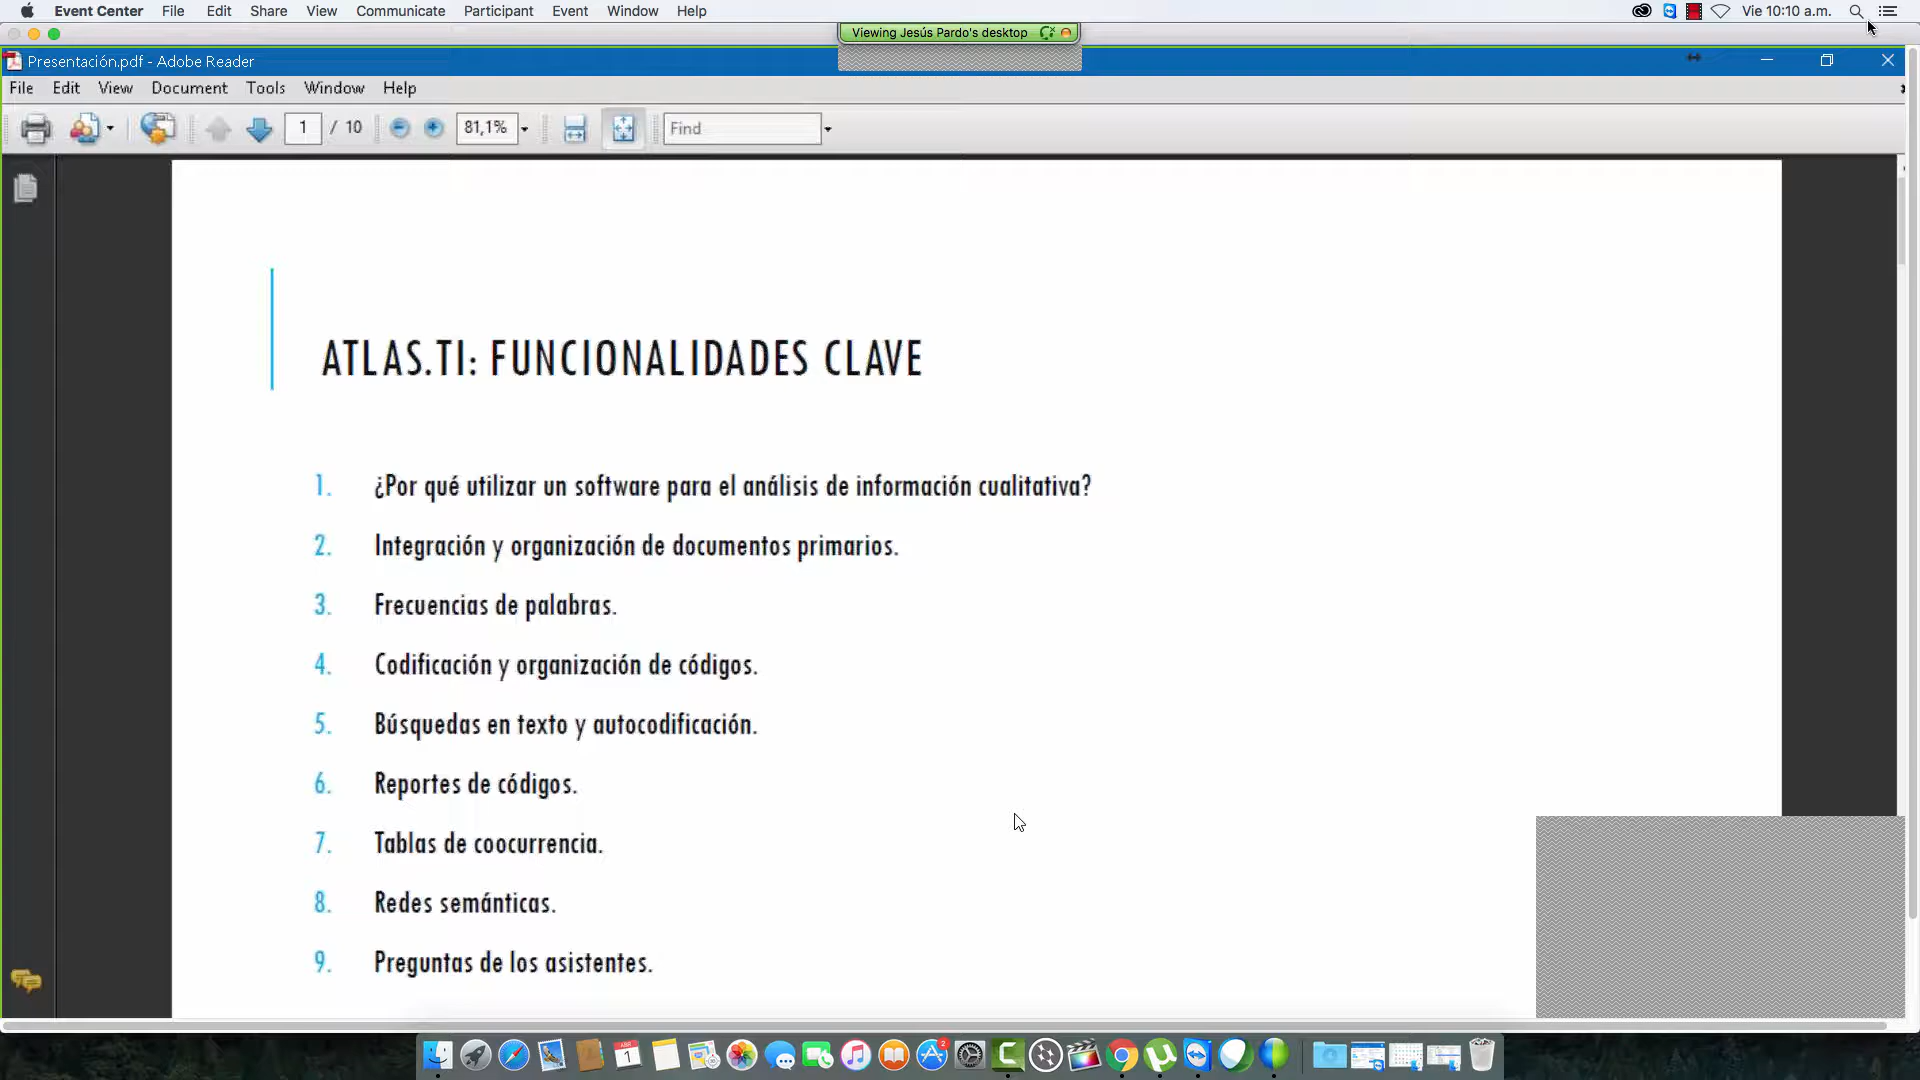 Event Center File Edit Share View Communicate Participant Event Window Help Vie 10:10 a.m.
Viewing Jesús Pardo's desktop
Presentación.pdf - Adobe Reader
File Edit View Document Tools Window Help
1 / 10 81,1% Find
ATLAS.TI: FUNCIONALIDADES CLAVE
1. ¿Por qué utilizar un software para el análisis de información cualitativa?
2. Integración y organización de documentos primarios.
3. Frecuencias de palabras.
4. Codificación y organización de códigos.
5. Búsquedas en texto y autocodificación.
6. Reportes de códigos.
7. Tablas de coocurrencia.
8. Redes semánticas.
9. Preguntas de los asistentes.
ABR
1
2